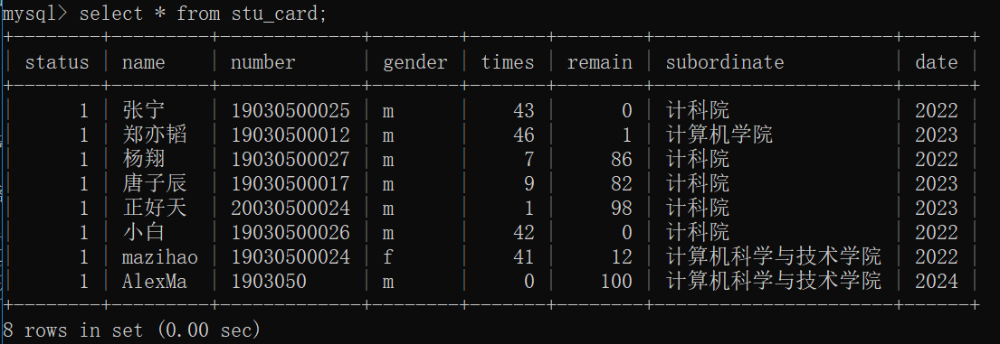 mysql> select * from stu_card;
+--------+---------+-------------+--------+-------+--------+----------------------+------+
| status | name | number | gender | times | remain | subordinate | date |
+--------+---------+-------------+--------+-------+--------+----------------------+------+
| 1 | 张宁 | 19030500025 | m | 43 | 0 | 计科院 | 2022 |
| 1 | 郑亦韬 | 19030500012 | m | 46 | 1 | 计算机学院 | 2023 |
| 1 | 杨翔 | 19030500027 | m | 7 | 86 | 计科院 | 2022 |
| 1 | 唐子辰 | 19030500017 | m | 9 | 82 | 计科院 | 2023 |
| 1 | 正好天 | 20030500024 | m | 1 | 98 | 计科院 | 2023 |
| 1 | 小白 | 19030500026 | m | 42 | 0 | 计科院 | 2022 |
| 1 | mazihao | 19030500024 | f | 41 | 12 | 计算机科学与技术学院 | 2022 |
| 1 | AlexMa | 1903050 | m | 0 | 100 | 计算机科学与技术学院 | 2024 |
+--------+---------+-------------+--------+-------+--------+----------------------+------+
8 rows in set (0.00 sec)